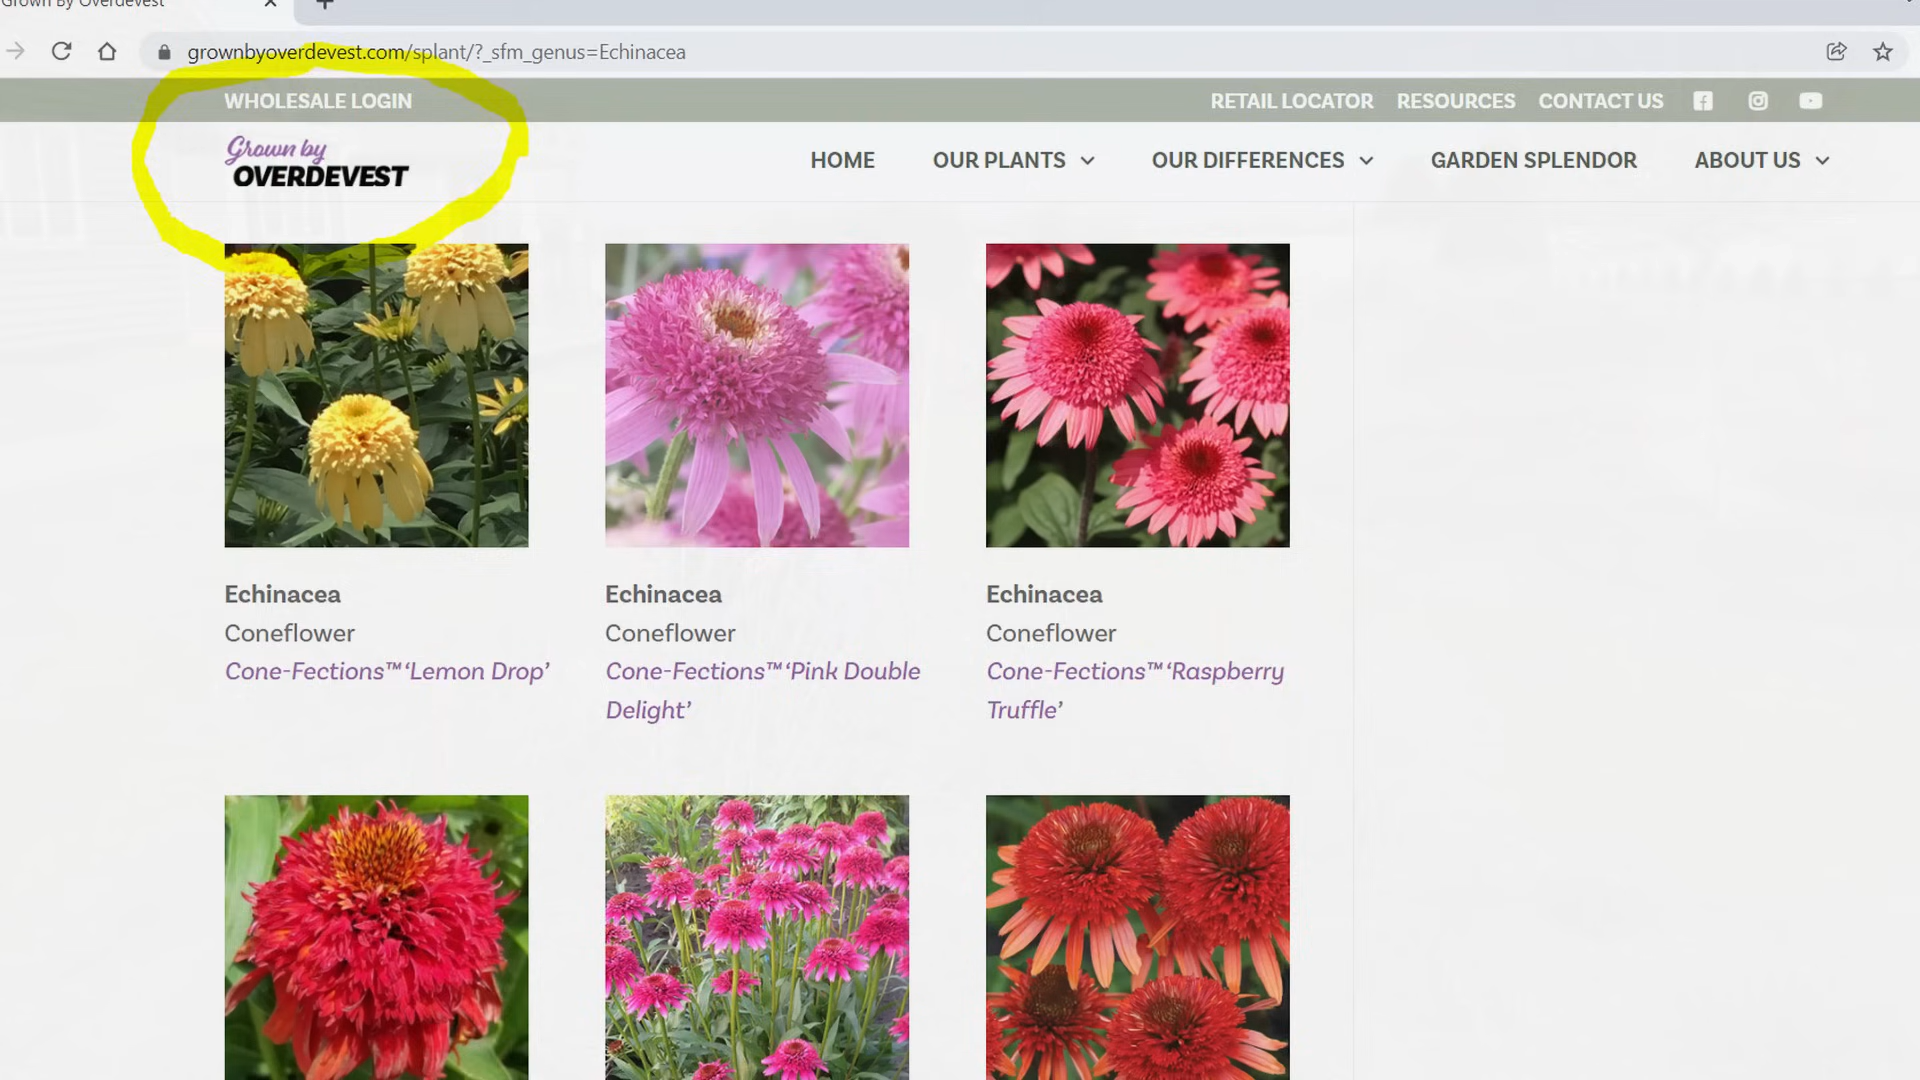 Grown By Overdevest
grownbyoverdevest.com/splant/?_sfm_genus=Echinacea
WHOLESALE LOGIN
RETAIL LOCATOR
RESOURCES
CONTACT US
Grown by
OVERDEVEST
HOME
OUR PLANTS
OUR DIFFERENCES
GARDEN SPLENDOR
ABOUT US
Echinacea
Coneflower
Cone-Fections™‘Lemon Drop’
Echinacea
Coneflower
Cone-Fections™‘Pink Double
Delight’
Echinacea
Coneflower
Cone-Fections™‘Raspberry
Truffle’